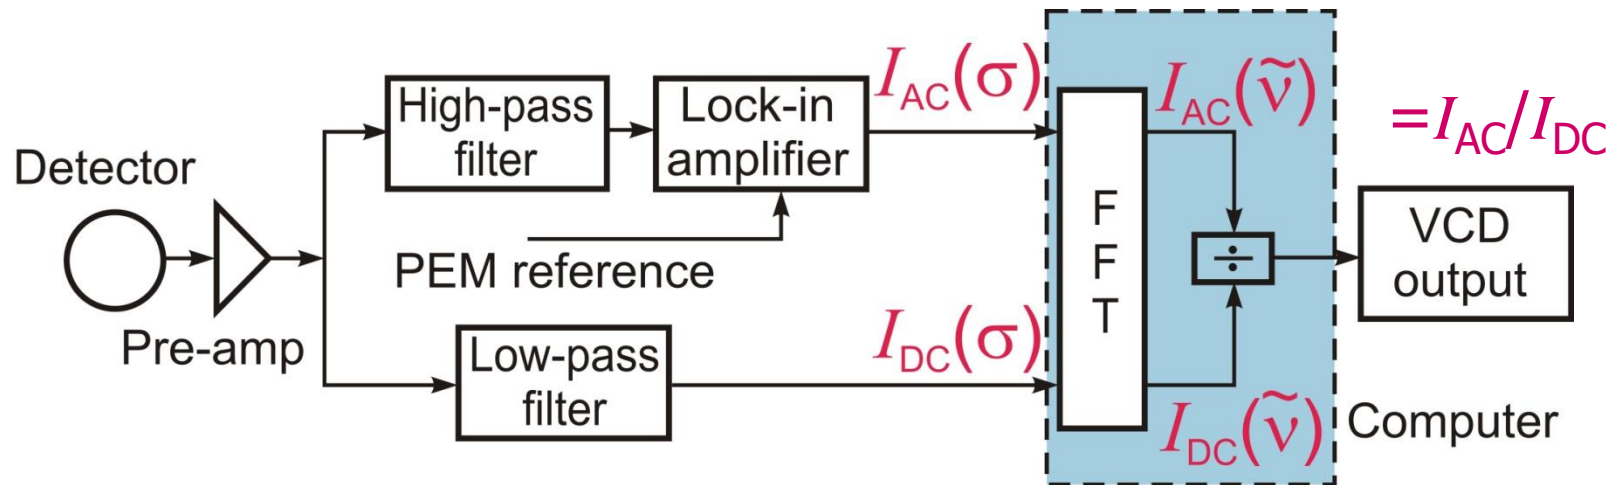 Detector
Pre-amp
High-pass
filter
Lock-in
amplifier
PEM reference
Low-pass
filter
I_AC(σ)
I_DC(σ)
F
F
T
I_AC(ν̃)
÷
I_DC(ν̃)
Computer
=I_AC/I_DC
VCD
output